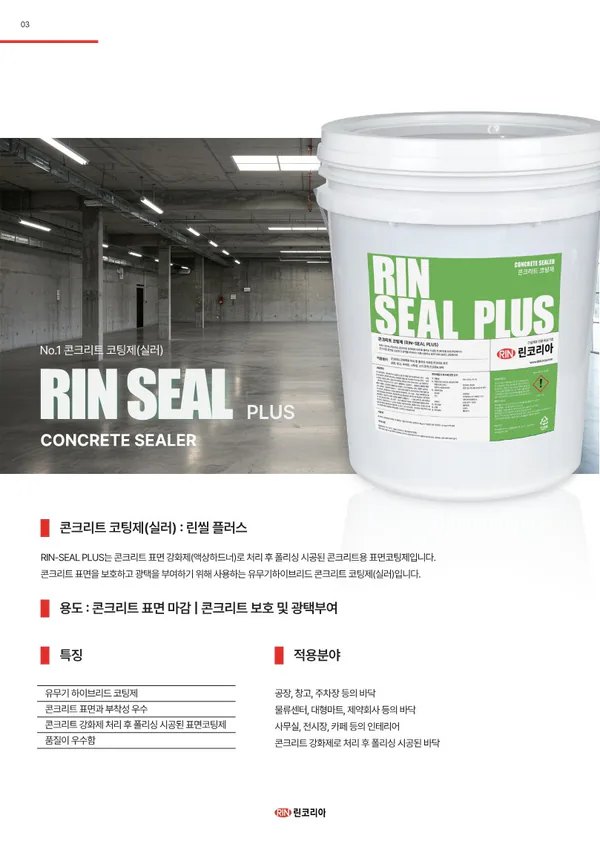 03
No.1 콘크리트 코팅제(실러)
RIN SEAL PLUS
CONCRETE SEALER
RIN
SEAL PLUS
CONCRETE SEALER
콘크리트 코팅제
콘크리트 코팅제 (RIN-SEAL PLUS)
RIN 린코리아
콘크리트 코팅제(실러) : 린씰 플러스
RIN-SEAL PLUS는 콘크리트 표면 강화제(액상하드너)로 처리 후 폴리싱 시공된 콘크리트용 표면코팅제입니다.
콘크리트 표면을 보호하고 광택을 부여하기 위해 사용하는 유무기하이브리드 콘크리트 코팅제(실러)입니다.
용도 : 콘크리트 표면 마감 | 콘크리트 보호 및 광택부여
특징
유무기 하이브리드 코팅제
콘크리트 표면과 부착성 우수
콘크리트 강화제 처리 후 폴리싱 시공된 표면코팅제
품질이 우수함
적용분야
공장, 창고, 주차장 등의 바닥
물류센터, 대형마트, 제약회사 등의 바닥
사무실, 전시장, 카페 등의 인테리어
콘크리트 강화제로 처리 후 폴리싱 시공된 바닥
RIN 린코리아